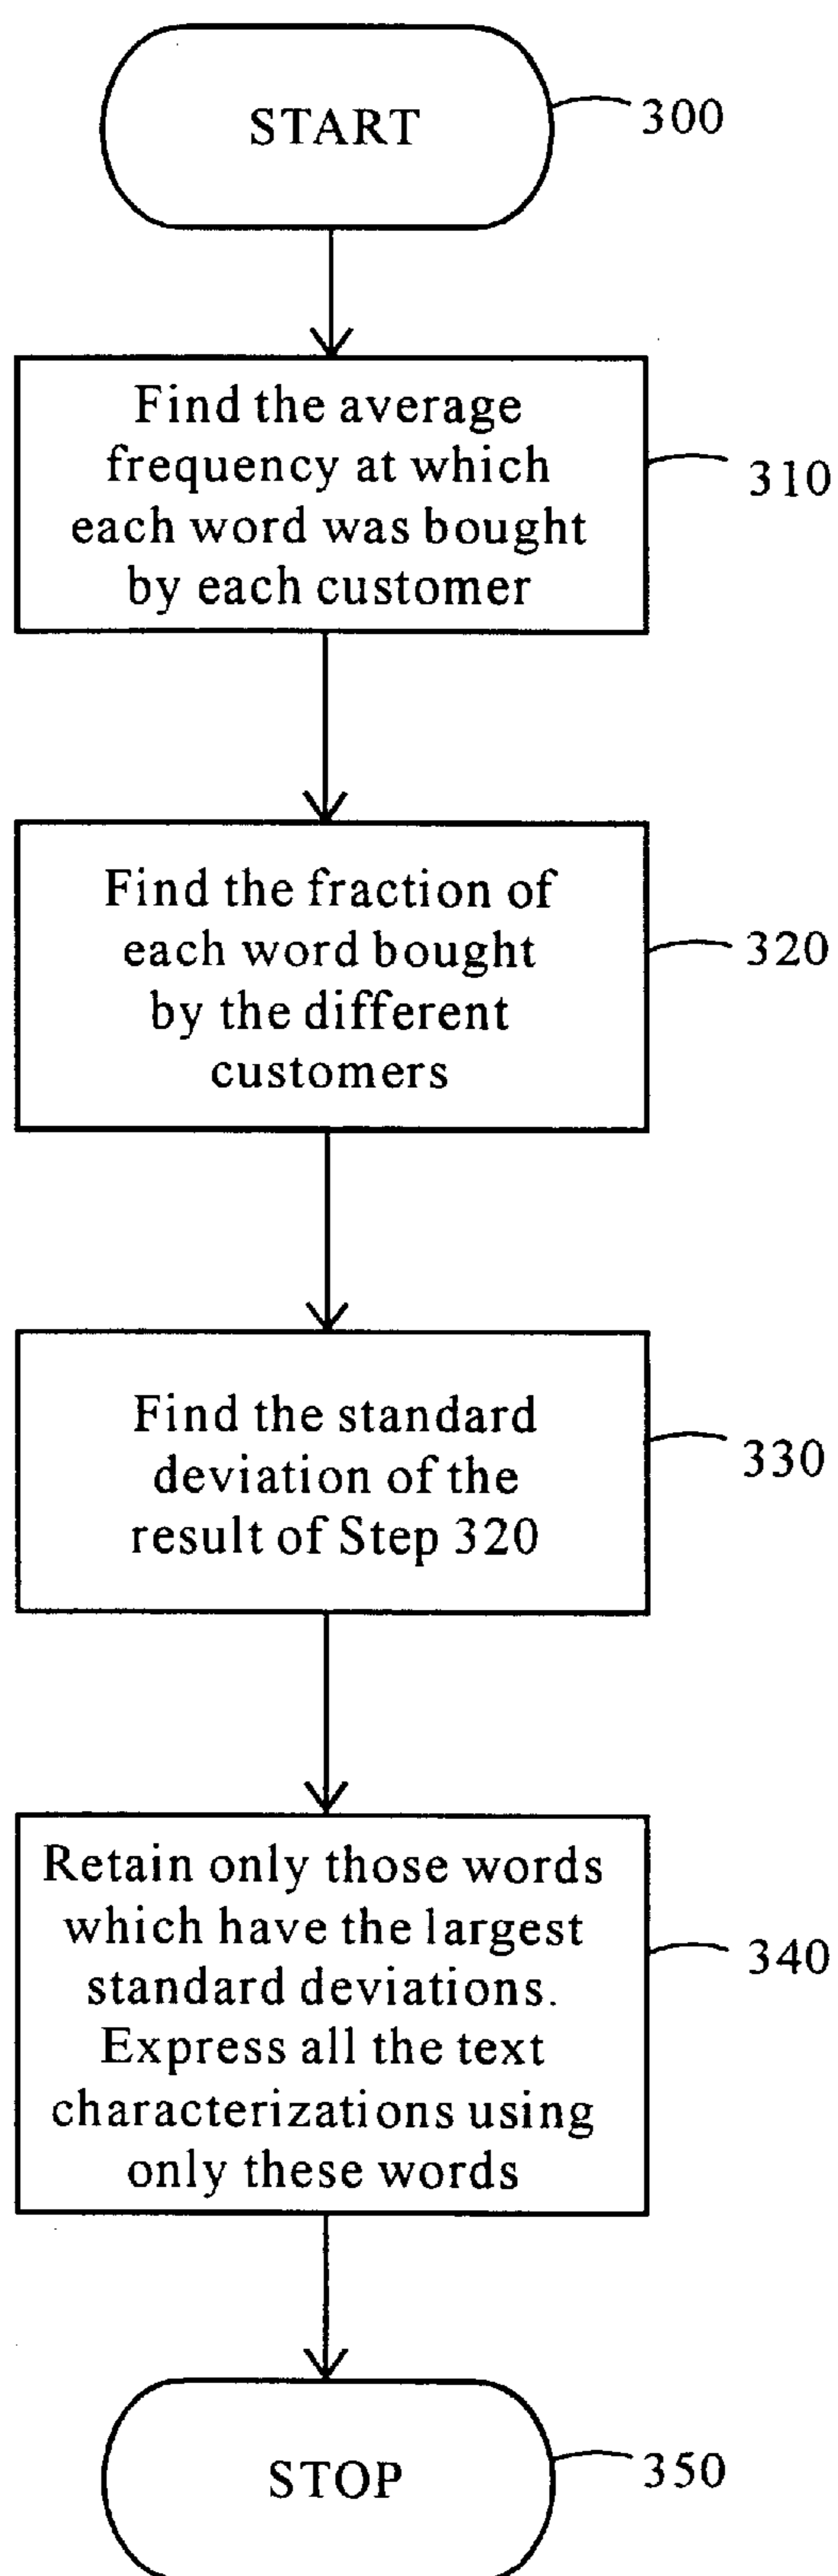 START
300
Find the average
frequency at which
each word was bought
by each customer
310
Find the fraction of
each word bought
by the different
customers
320
Find the standard
deviation of the
result of Step 320
330
Retain only those words
which have the largest
standard deviations.
Express all the text
characterizations using
only these words
340
STOP
350